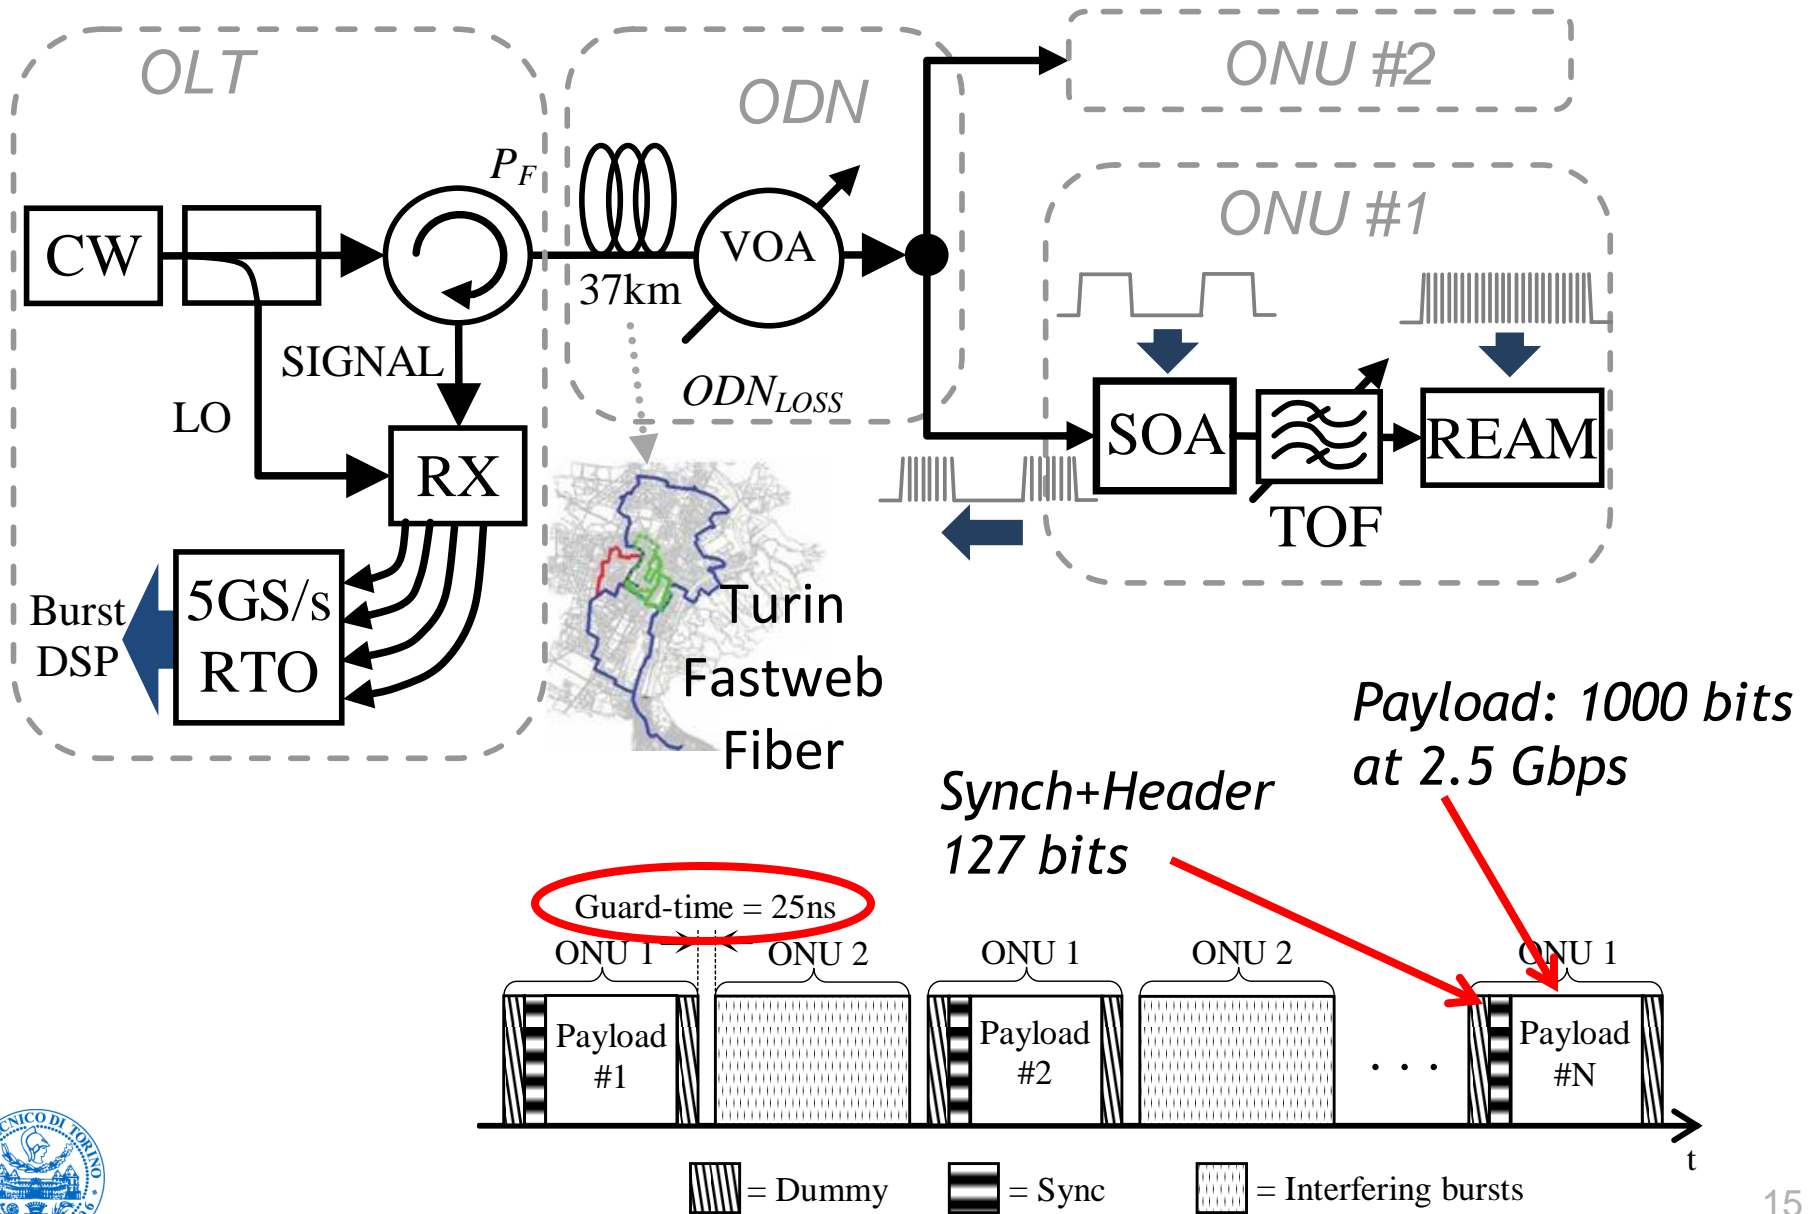 OLT
ODN
ONU #2
P_F
ONU #1
CW
VOA
37km
SIGNAL
ODN_LOSS
LO
SOA
REAM
RX
TOF
5GS/s
RTO
Burst
DSP
Turin
Fastweb
Fiber
Payload: 1000 bits
at 2.5 Gbps
Synch+Header
127 bits
Guard-time = 25ns
ONU 1
ONU 2
ONU 1
ONU 2
ONU 1
Payload
#1
Payload
#2
. . .
Payload
#N
t
= Dummy
= Sync
= Interfering bursts
15